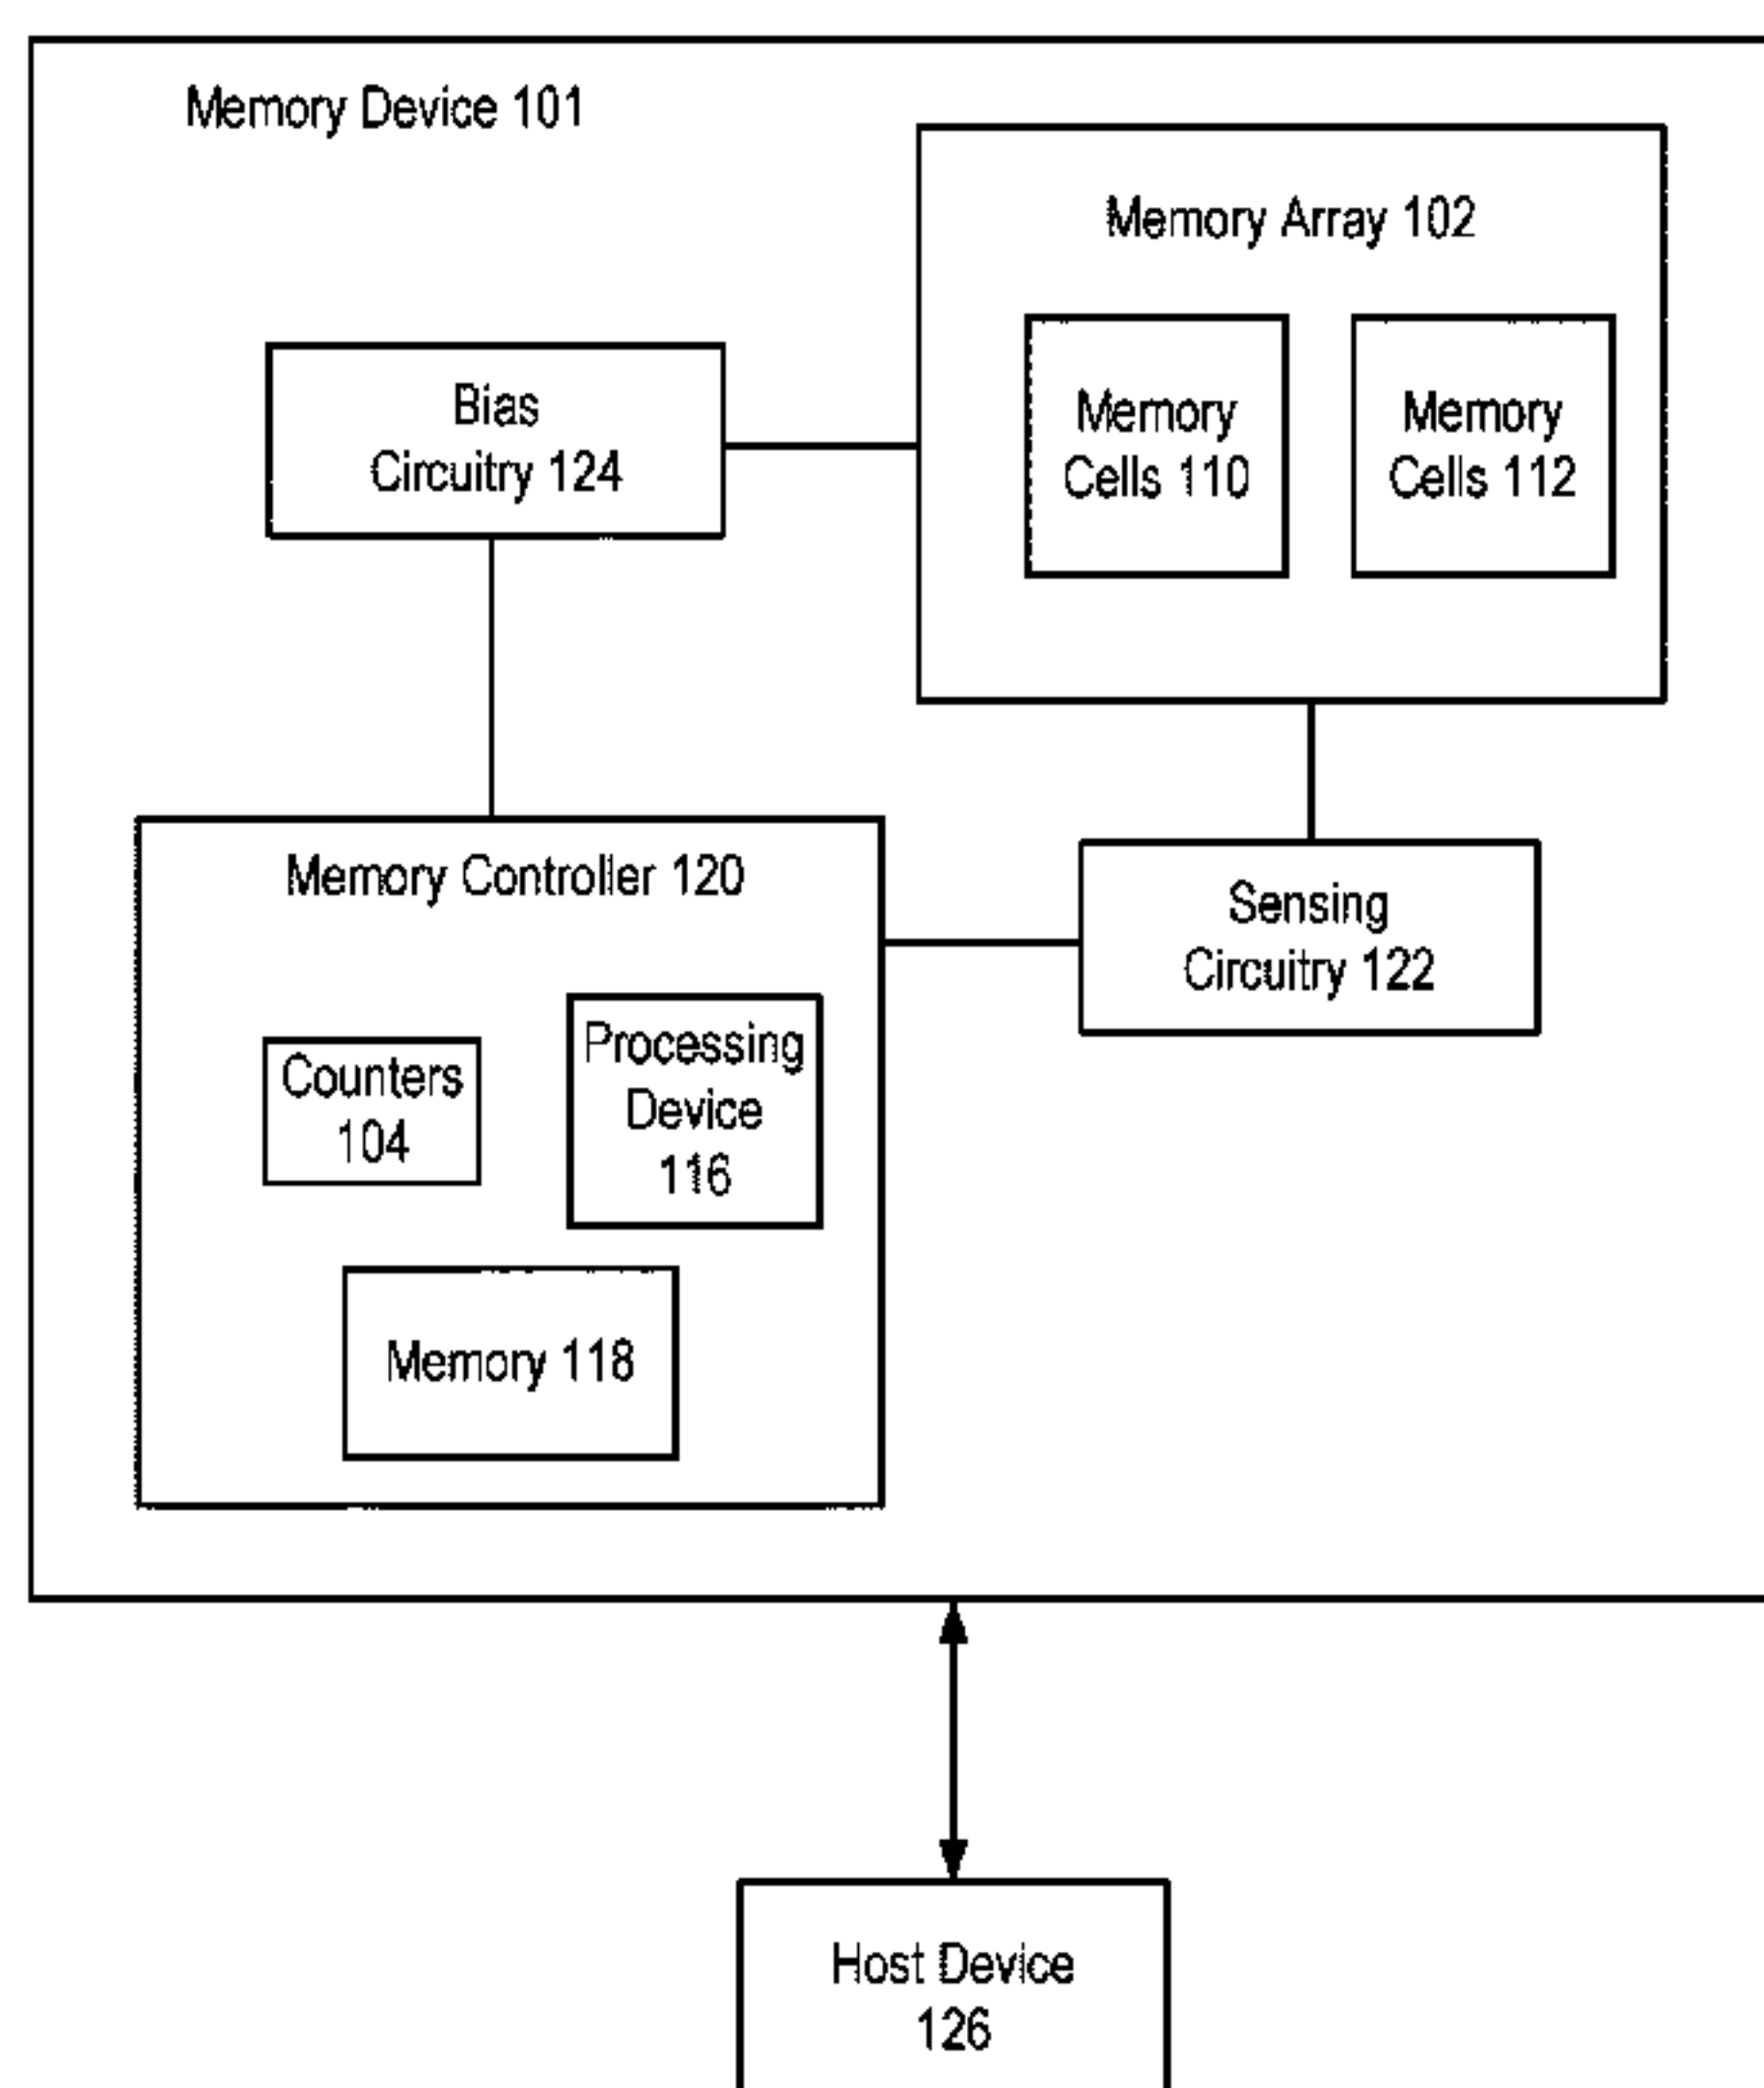 Memory Device 101
Memory Array 102
Memory
Cells 110
Memory
Cells 112
Bias
Circuitry 124
Memory Controller 120
Sensing
Circuitry 122
Counters
104
Processing
Device
116
Memory 118
Host Device
126